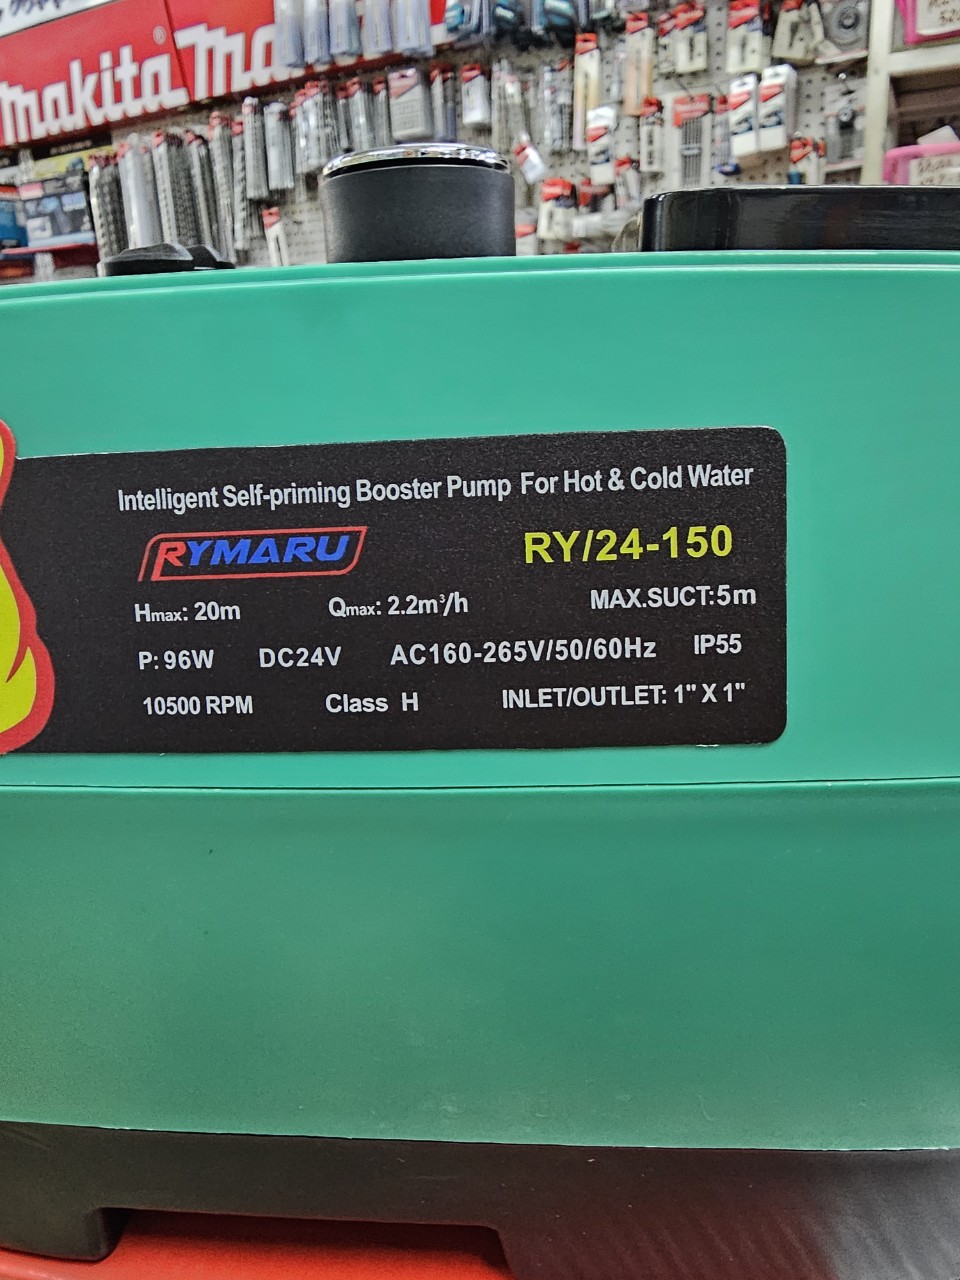 makita® Ma
Intelligent Self-priming Booster Pump For Hot & Cold Water
RYMARU RY/24-150
Hmax: 20m Qmax: 2.2m³/h MAX.SUCT:5m
P: 96W DC24V AC160-265V/50/60Hz IP55
10500 RPM Class H INLET/OUTLET: 1" X 1"